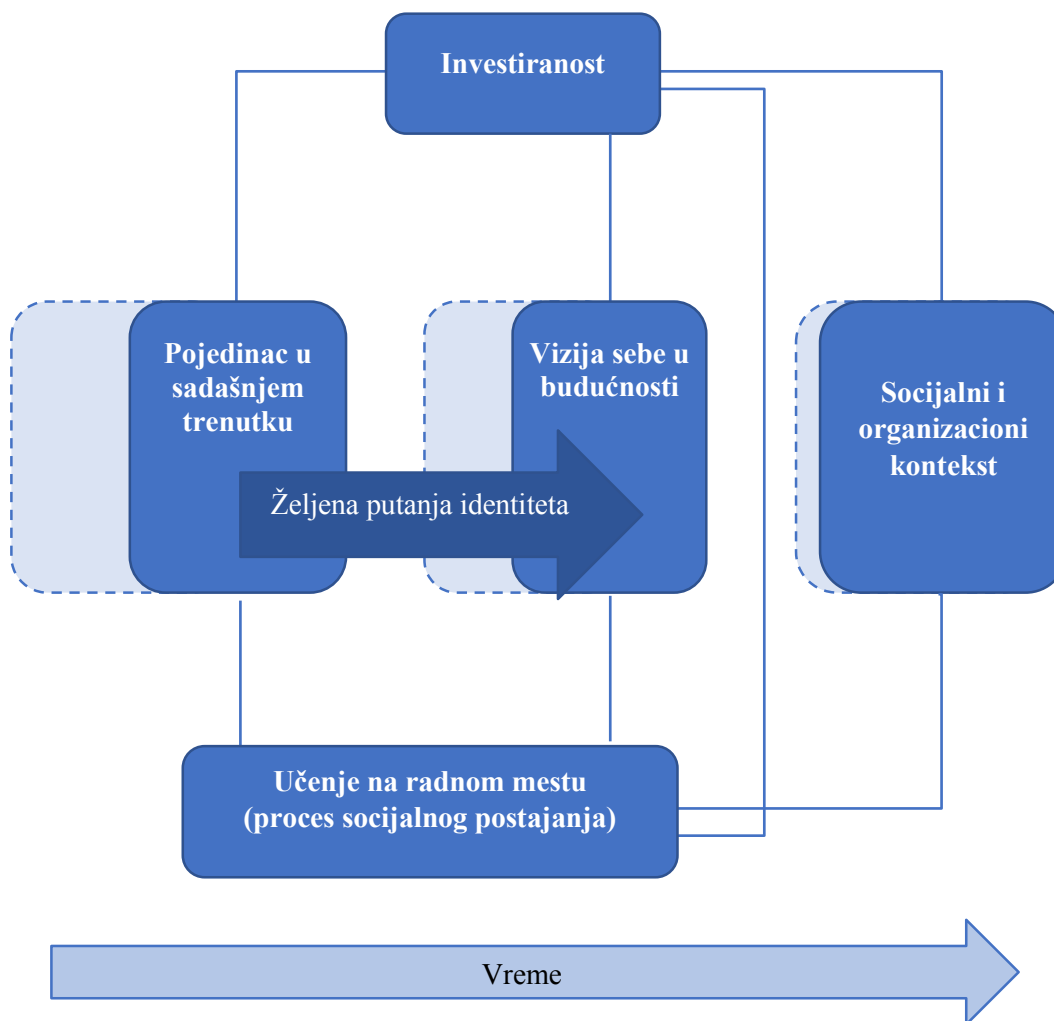 Investiranost
Pojedinac u
sadašnjem
trenutku
Vizija sebe u
budućnosti
Socijalni i
organizacioni
kontekst
Željena putanja identiteta
Učenje na radnom mestu
(proces socijalnog postajanja)
Vreme